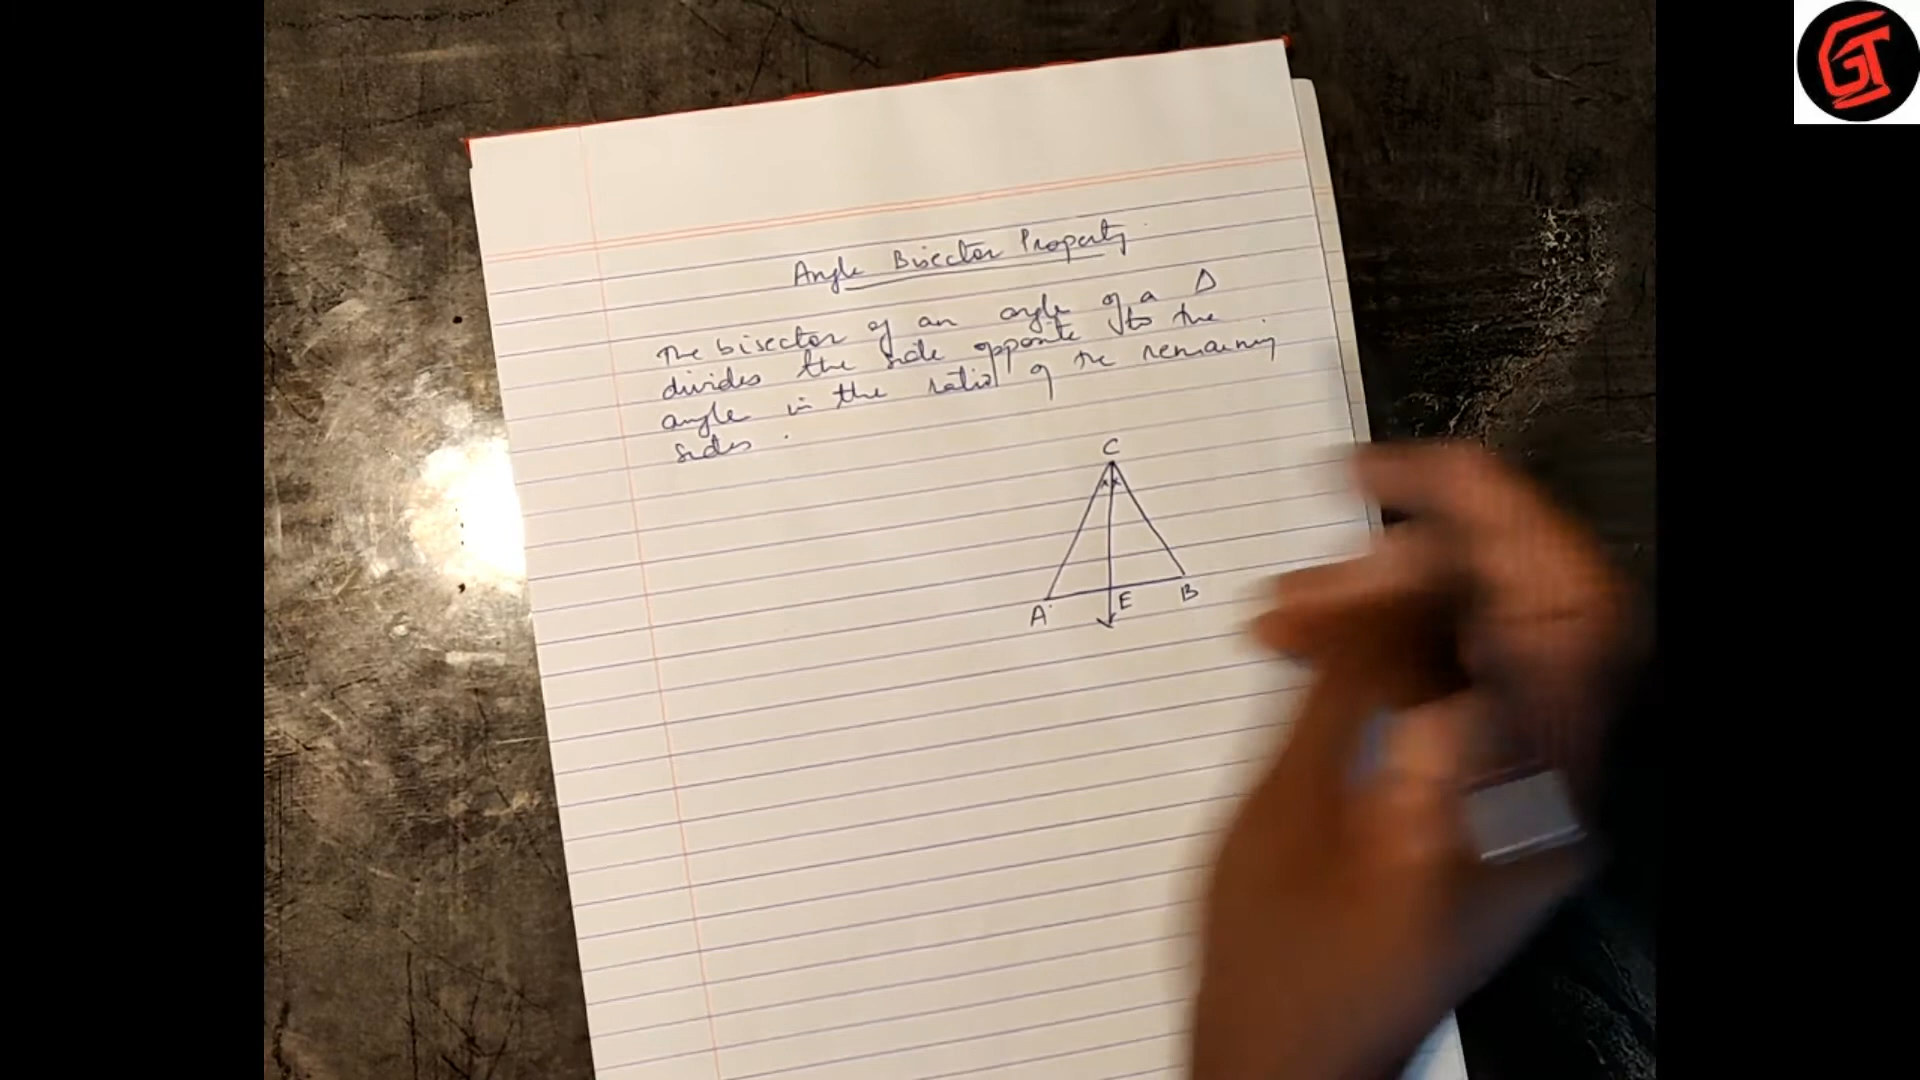 Angle Bisector Property
The bisector of an angle of a Δ
divides the side opposite to the
angle in the ratio of the remaining
sides.
C
x x
A
E
B
GT